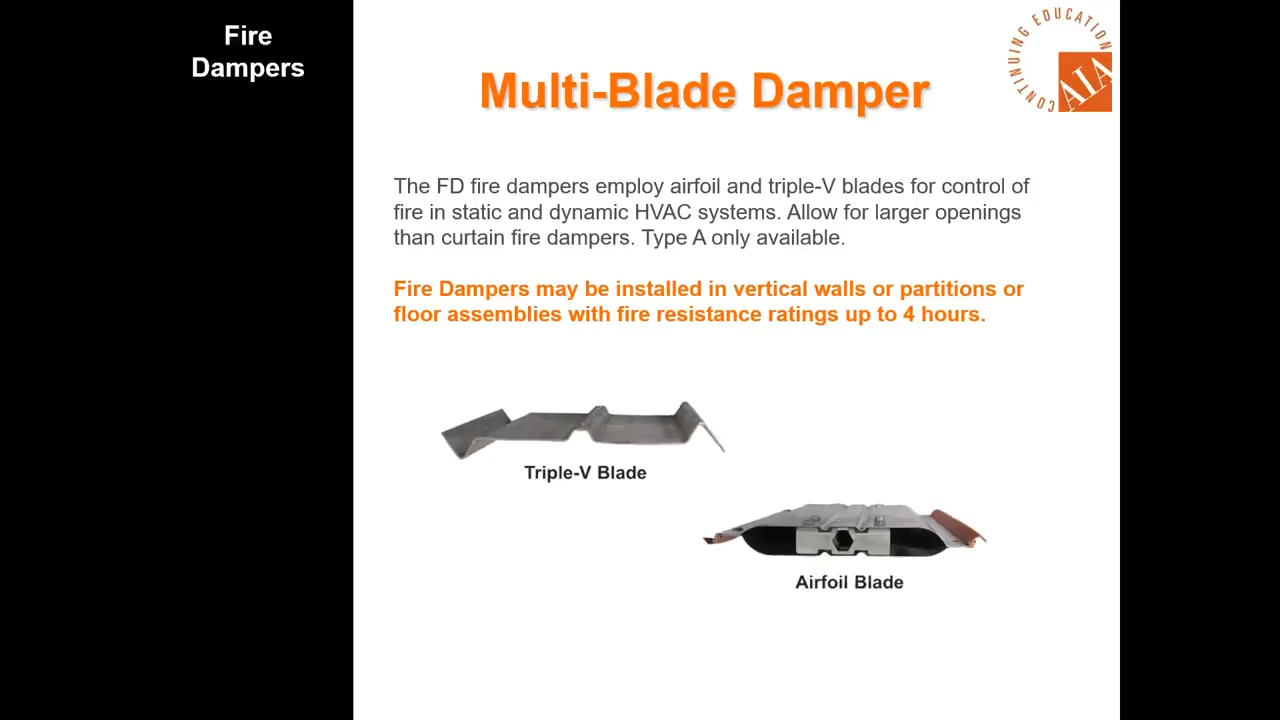 Fire
Dampers
CONTINUING EDUCATION
AIA
Multi-Blade Damper
The FD fire dampers employ airfoil and triple-V blades for control of
fire in static and dynamic HVAC systems. Allow for larger openings
than curtain fire dampers. Type A only available.
Fire Dampers may be installed in vertical walls or partitions or
floor assemblies with fire resistance ratings up to 4 hours.
Triple-V Blade
Airfoil Blade